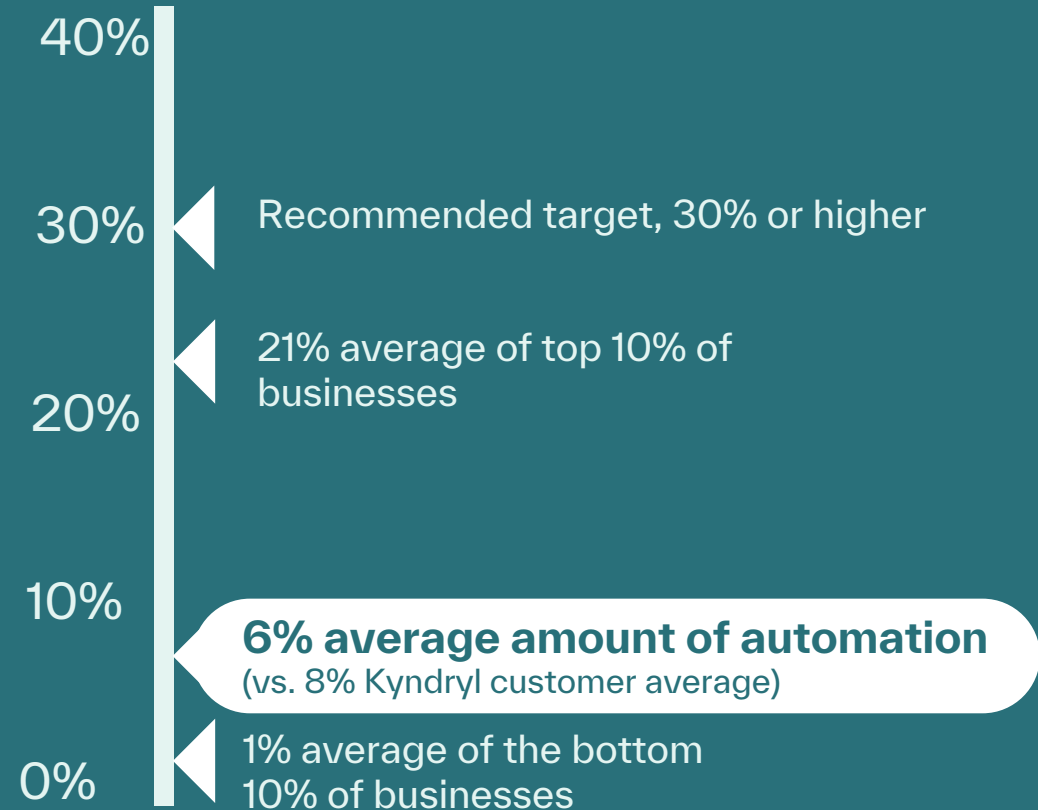 40%
30%
Recommended target, 30% or higher
21% average of top 10% of
businesses
20%
10%
6% average amount of automation
(vs. 8% Kyndryl customer average)
1% average of the bottom
10% of businesses
0%